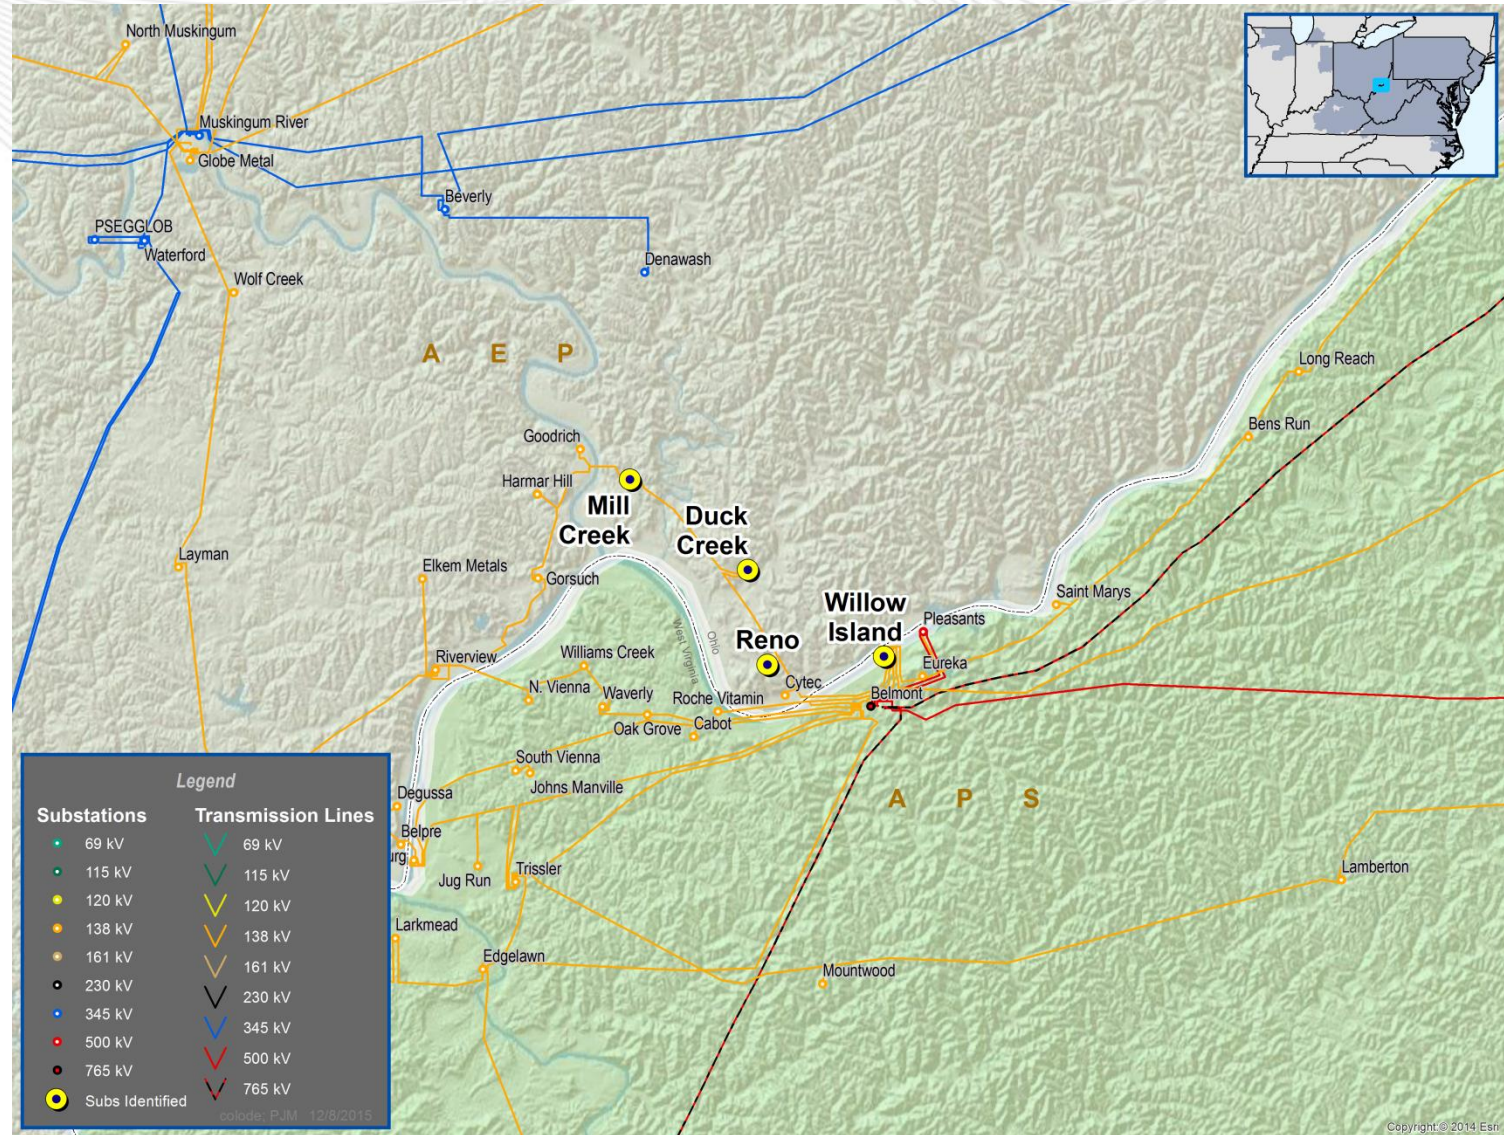 North Muskingum
Muskingum River
Globe Metal
Beverly
PSEGGLOB
Waterford
Denawash
Wolf Creek
A E P
Long Reach
Bens Run
Goodrich
Harmar Hill
Mill
Creek
Duck
Creek
Layman
Elkem Metals
Gorsuch
Willow
Island
Saint Marys
Pleasants
Ohio
West Virginia
Reno
Riverview
Williams Creek
Eureka
N. Vienna
Waverly
Roche Vitamin
Cytec
Belmont
Oak Grove
Cabot
South Vienna
Johns Manville
Degussa
A P S
Belpre
urg
Jug Run
Trissler
Lamberton
Larkmead
Edgelawn
Mountwood
Legend
Substations
69 kV
115 kV
120 kV
138 kV
161 kV
230 kV
345 kV
500 kV
765 kV
Subs Identified
Transmission Lines
69 kV
115 kV
120 kV
138 kV
161 kV
230 kV
345 kV
500 kV
765 kV
colode; PJM 12/8/2015
Copyright:© 2014 Esri